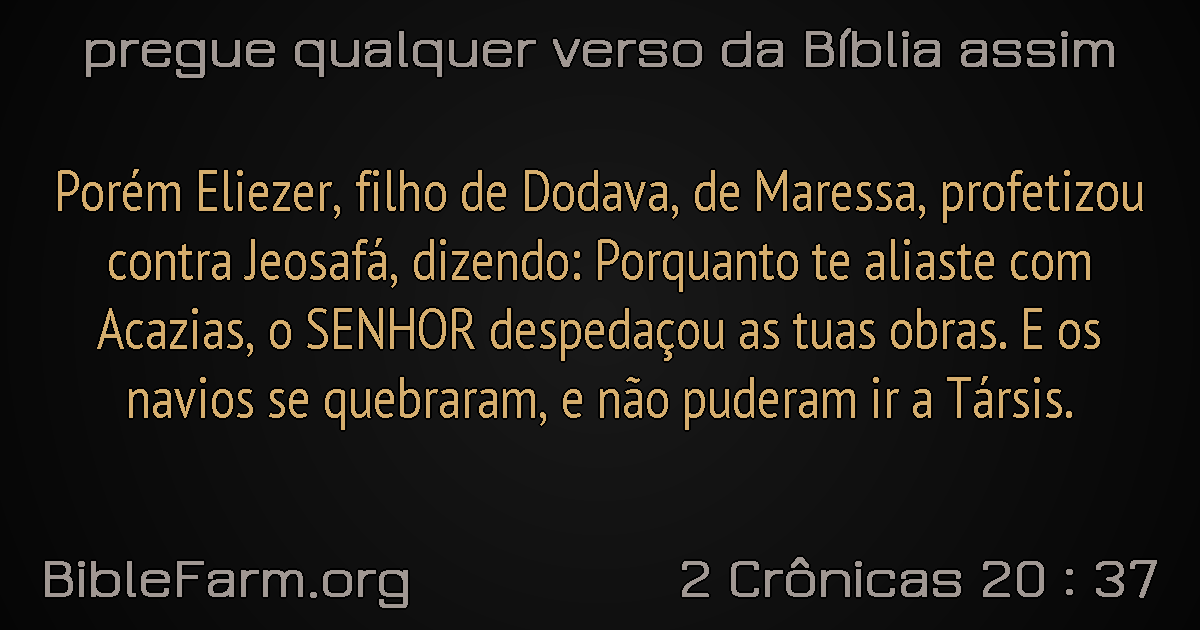 pregue qualquer verso da Bíblia assim
Porém Eliezer, filho de Dodava, de Maressa, profetizou
contra Jeosafá, dizendo: Porquanto te aliaste com
Acazias, o SENHOR despedaçou as tuas obras. E os
navios se quebraram, e não puderam ir a Társis.
BibleFarm.org
2 Crônicas 20 : 37